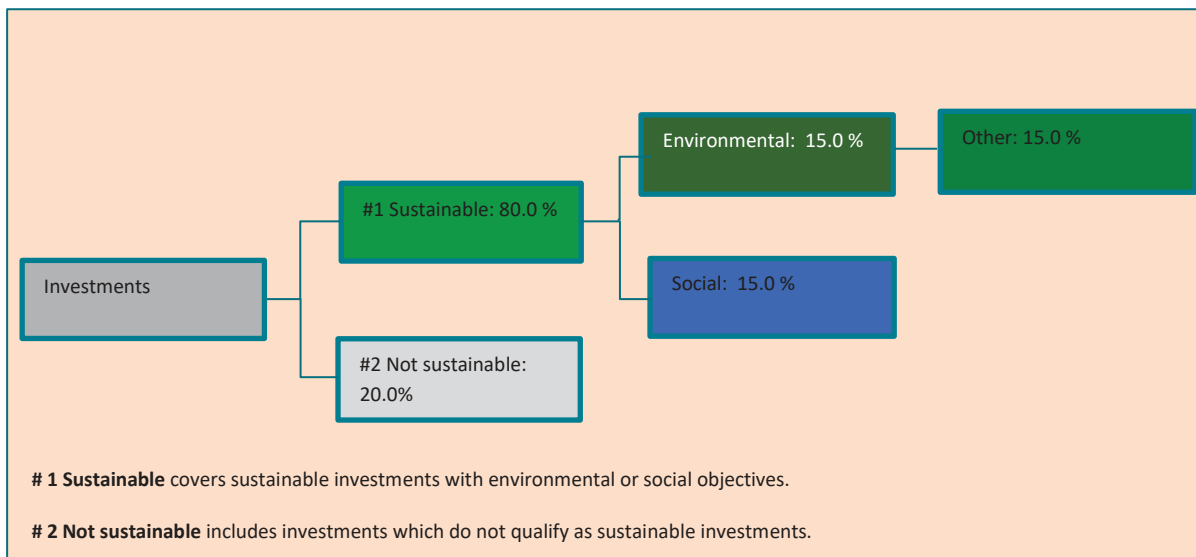 Environmental:  15.0 %
Other: 15.0 %
#1 Sustainable: 80.0 %
Social:  15.0 %
Investments
#2 Not sustainable:
20.0%
# 1 Sustainable covers sustainable investments with environmental or social objectives.
# 2 Not sustainable includes investments which do not qualify as sustainable investments.